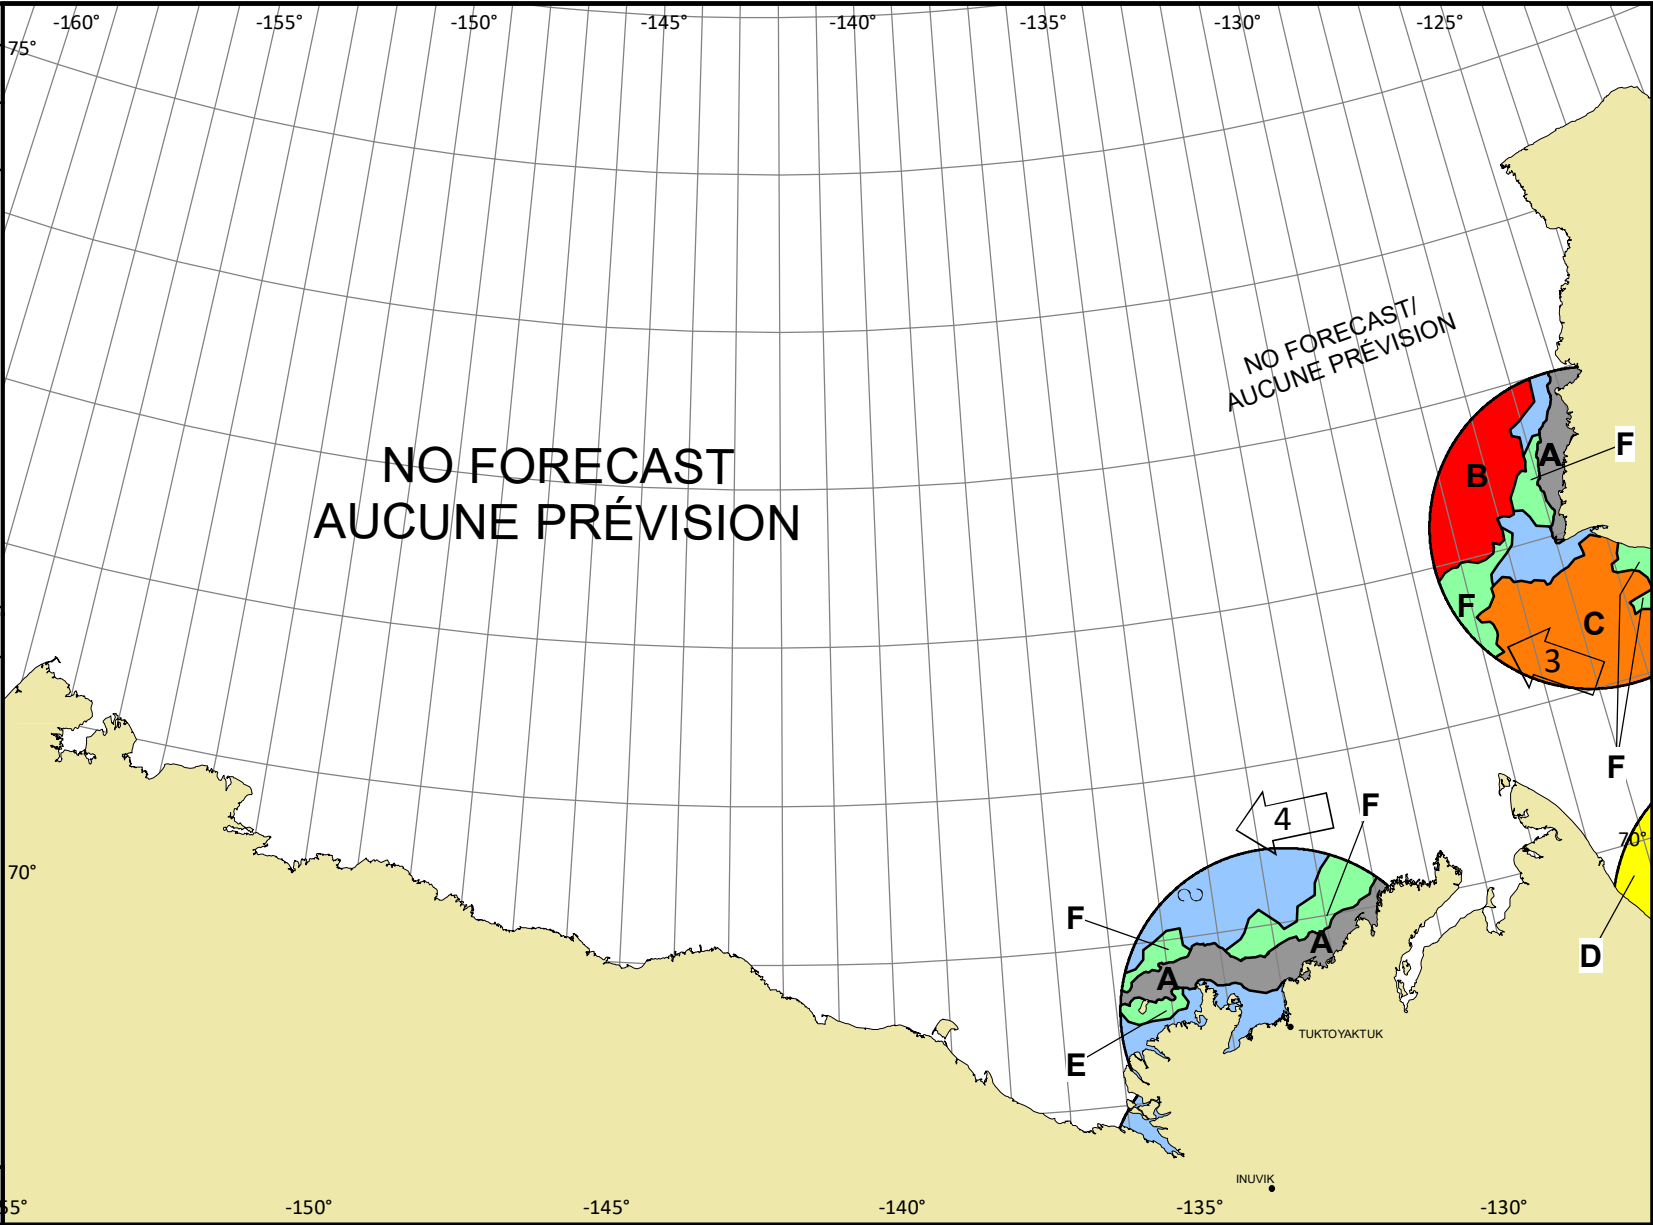 -160° -155° -150° -145° -140° -135° -130° -125°
75°
NO FORECAST/
AUCUNE PRÉVISION
NO FORECAST
AUCUNE PRÉVISION
F
A
B
F
C
3
F
4
F
70°
70°
F
A
D
A
TUKTOYAKTUK
E
INUVIK
55° -150° -145° -140° -135° -130°